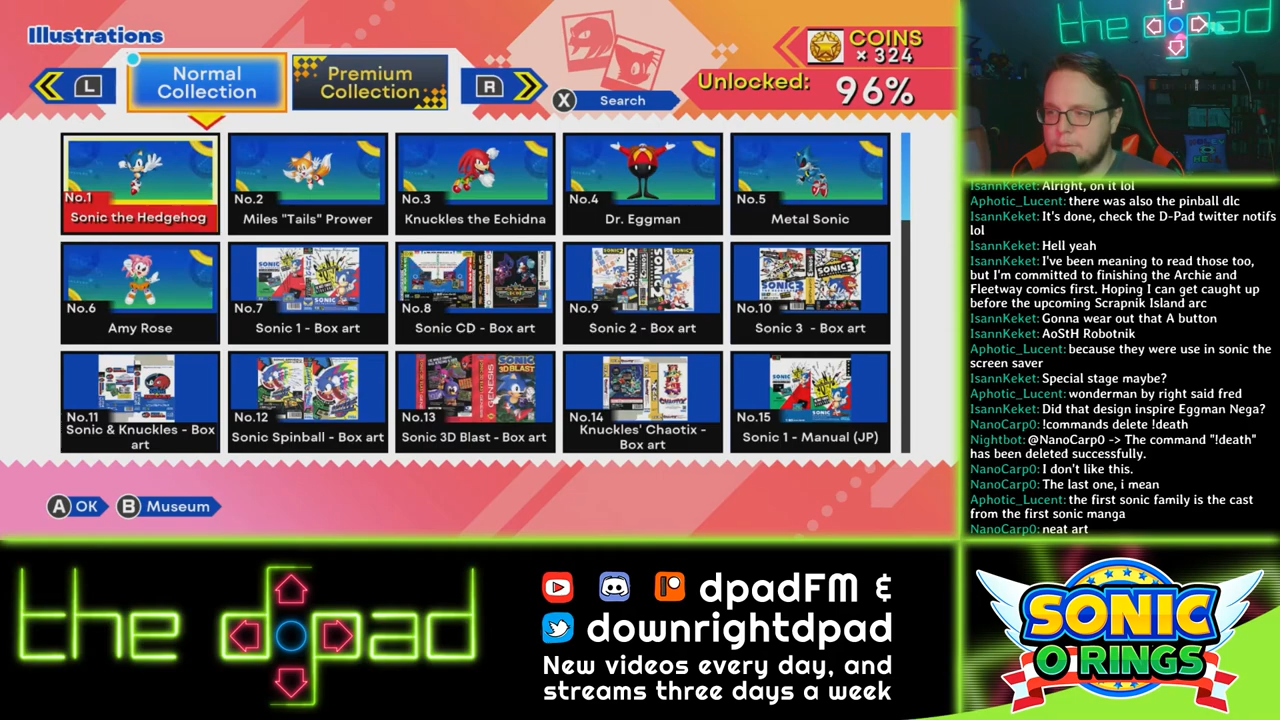 Illustrations
L
Normal
Collection
Premium
Collection
R
X
Search
COINS
× 324
Unlocked:
96%
No.1
Sonic the Hedgehog
No.2
Miles "Tails" Prower
No.3
Knuckles the Echidna
No.4
Dr. Eggman
No.5
Metal Sonic
No.6
Amy Rose
No.7
Sonic 1 - Box art
No.8
Sonic CD - Box art
No.9
Sonic 2 - Box art
No.10
Sonic 3 - Box art
No.11
Sonic & Knuckles - Box
art
No.12
Sonic Spinball - Box art
No.13
Sonic 3D Blast - Box art
No.14
Knuckles' Chaotix -
Box art
No.15
Sonic 1 - Manual (JP)
A OK
B Museum
the dpad
IsannKeket: Alright, on it lol
Aphotic_Lucent: there was also the pinball dlc
IsannKeket: It's done, check the D-Pad twitter notifs
lol
IsannKeket: Hell yeah
IsannKeket: I've been meaning to read those too,
but I'm committed to finishing the Archie and
Fleetway comics first. Hoping I can get caught up
before the upcoming Scrapnik Island arc
IsannKeket: Gonna wear out that A button
IsannKeket: AoStH Robotnik
Aphotic_Lucent: because they were use in sonic the
screen saver
IsannKeket: Special stage maybe?
Aphotic_Lucent: wonderman by right said fred
IsannKeket: Did that design inspire Eggman Nega?
NanoCarp0: !commands delete !death
Nightbot: @NanoCarp0 -> The command "!death"
has been deleted successfully.
NanoCarp0: I don't like this.
NanoCarp0: The last one, i mean
Aphotic_Lucent: the first sonic family is the cast
from the first sonic manga
NanoCarp0: neat art
the dpad
dpadFM &
downrightdpad
New videos every day, and
streams three days a week
SONIC
O RINGS